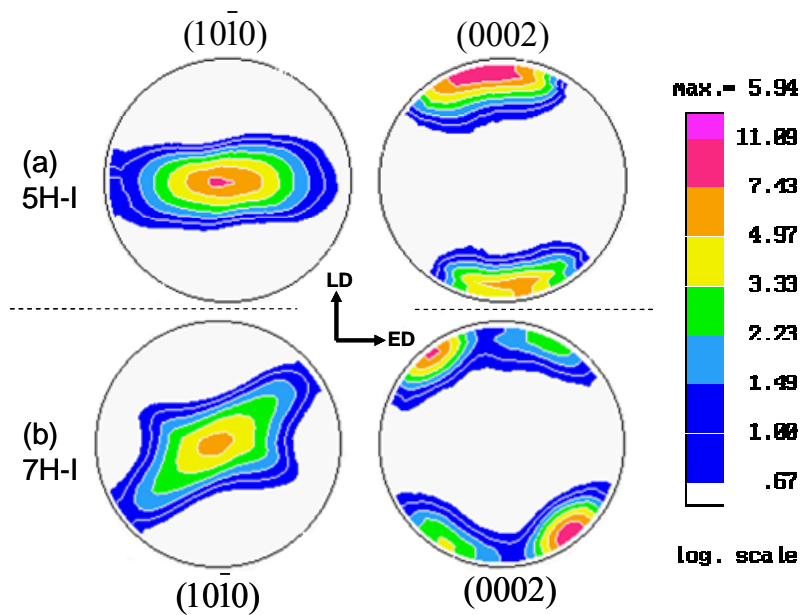 (101̄0) (0002)
max.= 5.94
(a)
5H-I
11.09
7.43
4.97
3.33
2.23
1.49
1.00
.67
LD
ED
(b)
7H-I
log. scale
(101̄0) (0002)